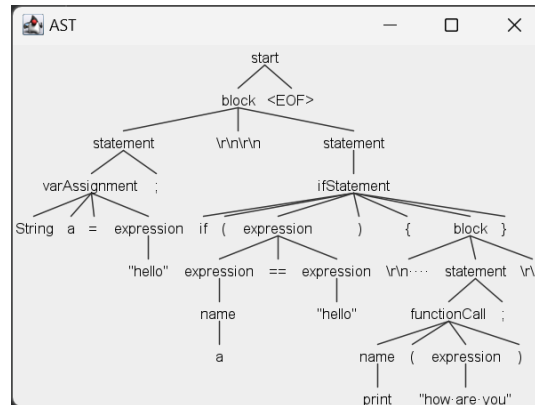 AST
start
block <EOF>
statement \r\n\r\n statement
varAssignment ; ifStatement
String a = expression if ( expression ) { block }
"hello" expression == expression \r\n···· statement \r\
name "hello" functionCall ;
a name ( expression )
print "how·are·you"